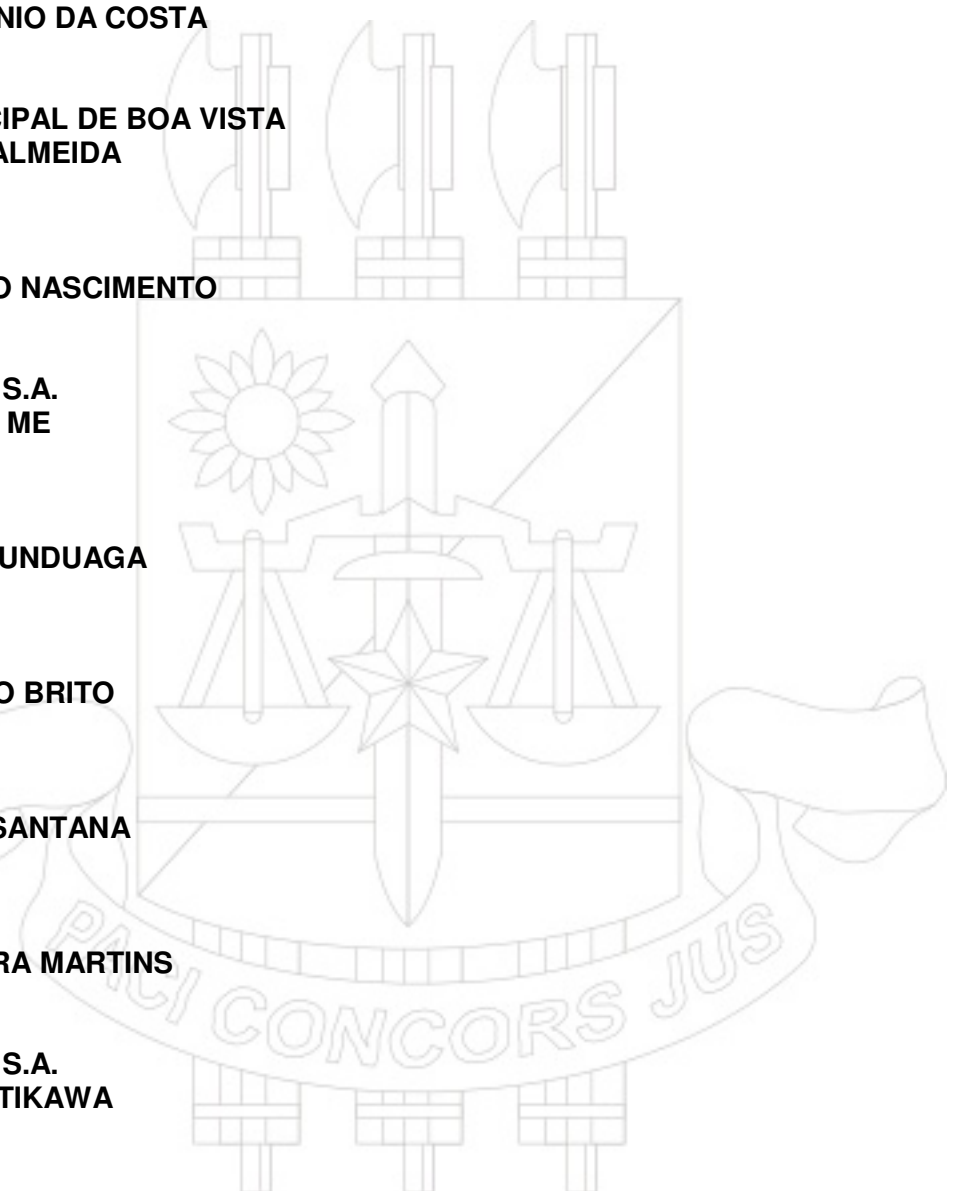 NIO DA COSTA
CIPAL DE BOA VISTA
ALMEIDA
O NASCIMENTO
S.A.
ME
UNDUAGA
O BRITO
SANTANA
RA MARTINS
PACI CONCORS JUS
S.A.
TIKAWA